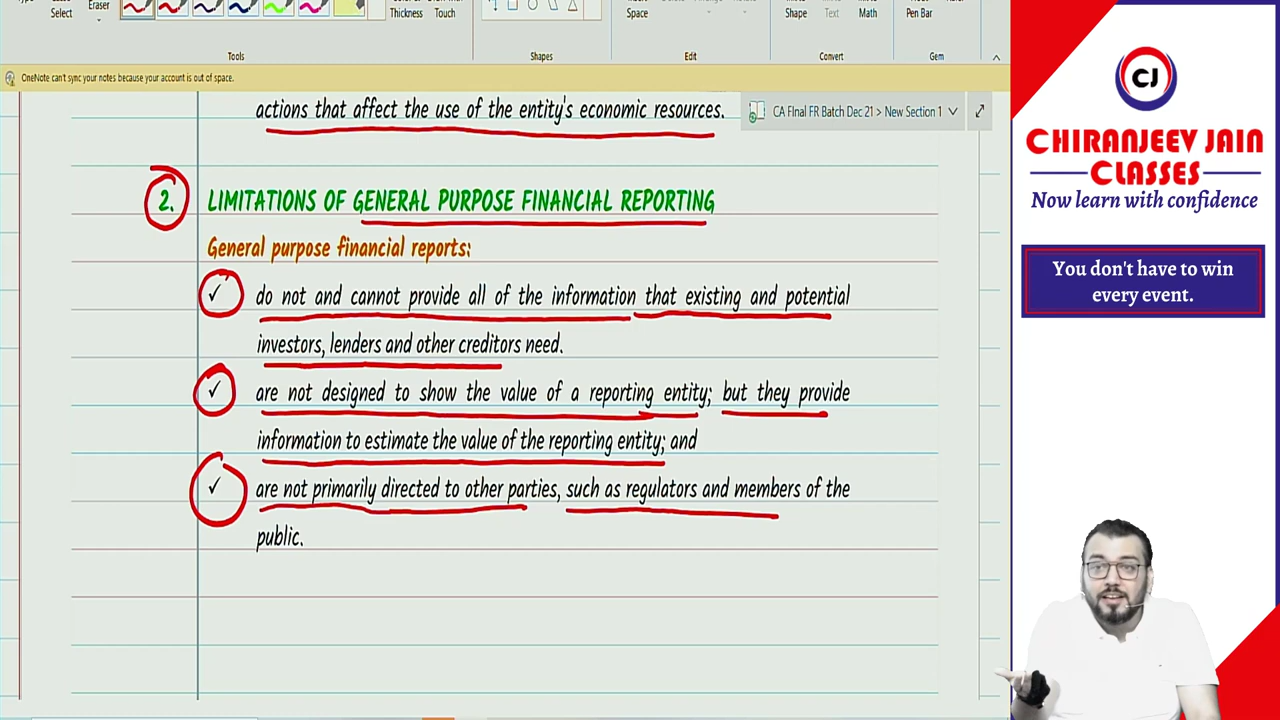 Eraser
Select
Thickness
Touch
Space
Shape
Text
Math
Pen Bar
Tools
Shapes
Edit
Convert
Gem
OneNote can't sync your notes because your account is out of space.
actions that affect the use of the entity's economic resources.
CA Final FR Batch Dec 21 > New Section 1
2. LIMITATIONS OF GENERAL PURPOSE FINANCIAL REPORTING
General purpose financial reports:
✓ do not and cannot provide all of the information that existing and potential
investors, lenders and other creditors need.
✓ are not designed to show the value of a reporting entity; but they provide
information to estimate the value of the reporting entity; and
✓ are not primarily directed to other parties, such as regulators and members of the
public.
CJ
CHIRANJEEV JAIN
CLASSES
Now learn with confidence
You don't have to win
every event.